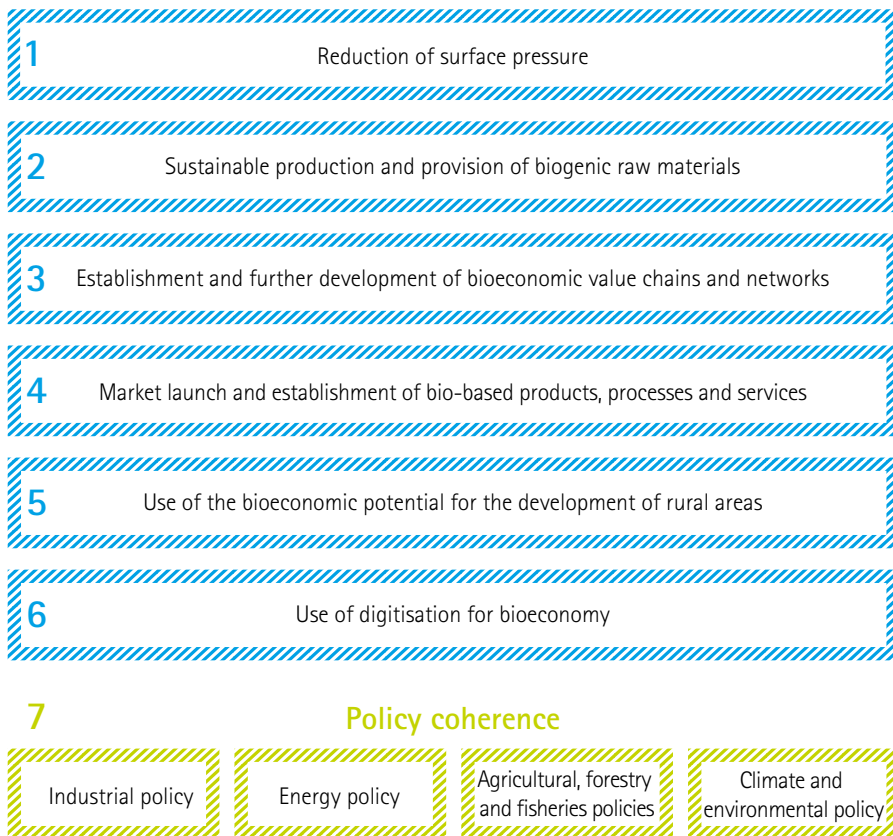 1
Reduction of surface pressure
2
Sustainable production and provision of biogenic raw materials
3
Establishment and further development of bioeconomic value chains and networks
4
Market launch and establishment of bio-based products, processes and services
5
Use of the bioeconomic potential for the development of rural areas
6
Use of digitisation for bioeconomy
7
Policy coherence
Industrial policy
Energy policy
Agricultural, forestry
and fisheries policies
Climate and
environmental policy